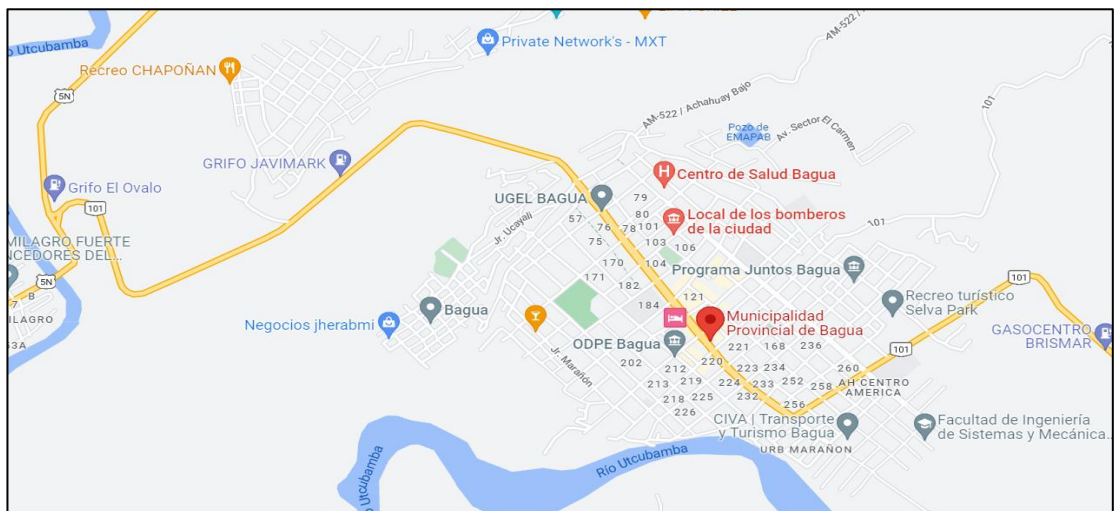 Private Network's - MXT
Recreo CHAPOÑAN
5N
101
AM-522 | Achahuay Bajo
Pozo de
EMAPAB
Av. Sector El Carmen
GRIFO JAVIMARK
Grifo El Ovalo
101
Centro de Salud Bagua
UGEL BAGUA
79
57
80
Local de los bomberos
de la ciudad
76
78
101
101
Jr. Ucayali
75
103
106
MILAGRO FUERTE
NCEDORES DEL...
170
104
Programa Juntos Bagua
171
5N
182
101
121
7
B
184
Bagua
Recreo turístico
Selva Park
ILAGRO
Negocios jherabmi
Municipalidad
Provincial de Bagua
GASOCENTRO
BRISMAR
53A
ODPE Bagua
221
168
236
101
Jr. Marañón
202
212
220
223
234
260
213
219
224
233
252
258
AH CENTRO
AMERICA
218
225
232
256
226
CIVA | Transporte
y Turismo Bagua
Facultad de Ingeniería
de Sistemas y Mecánica...
URB MARAÑON
Río Utcubamba